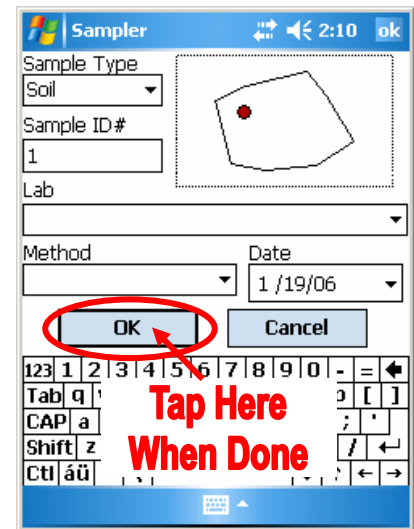 Sampler 2:10 ok
Sample Type
Soil
Sample ID#
1
Lab
Method Date
1 /19/06
OK Cancel
123 1 2 3 4 5 6 7 8 9 0 - =
Tab q [ ]
CAP a ; '
Shift z /
Ctl áü
Tap Here
When Done